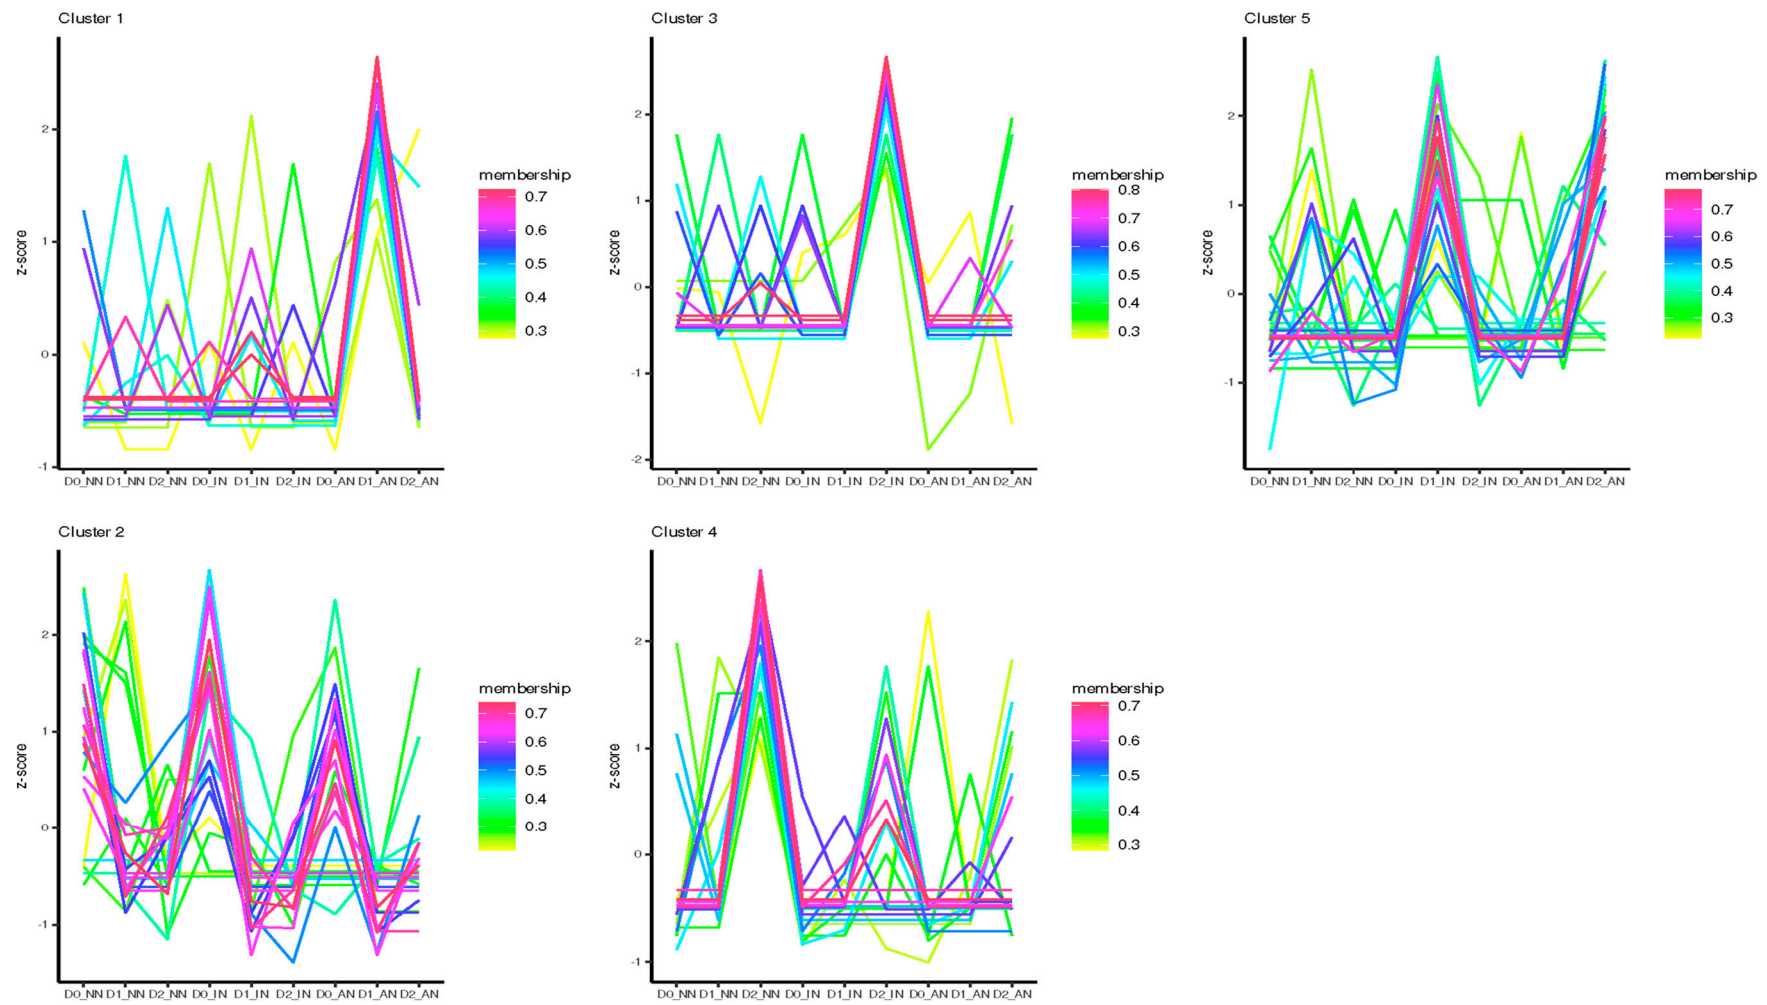 Cluster 1
z-score
2
1
0
-1
D0_NN D1_NN D2_NN D0_IN D1_IN D2_IN D0_AN D1_AN D2_AN
membership
0.7
0.6
0.5
0.4
0.3
Cluster 3
z-score
2
1
0
-1
-2
D0_NN D1_NN D2_NN D0_IN D1_IN D2_IN D0_AN D1_AN D2_AN
membership
0.8
0.7
0.6
0.5
0.4
0.3
Cluster 5
z-score
2
1
0
-1
D0_NN D1_NN D2_NN D0_IN D1_IN D2_IN D0_AN D1_AN D2_AN
membership
0.7
0.6
0.5
0.4
0.3
Cluster 2
z-score
2
1
0
-1
D0_NN D1_NN D2_NN D0_IN D1_IN D2_IN D0_AN D1_AN D2_AN
membership
0.7
0.6
0.5
0.4
0.3
Cluster 4
z-score
2
1
0
-1
D0_NN D1_NN D2_NN D0_IN D1_IN D2_IN D0_AN D1_AN D2_AN
membership
0.7
0.6
0.5
0.4
0.3